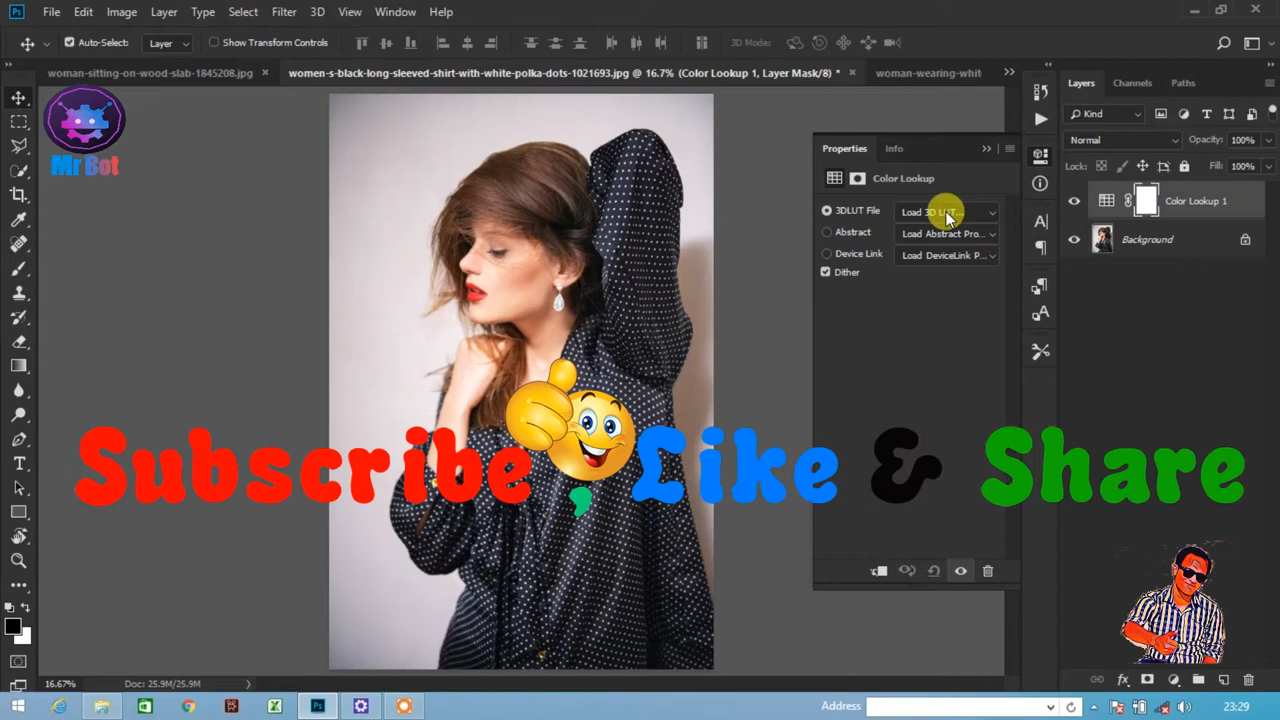 Ps File Edit Image Layer Type Select Filter 3D View Window Help
Auto-Select: Layer Show Transform Controls 3D Mode:
woman-sitting-on-wood-slab-1845208.jpg women-s-black-long-sleeved-shirt-with-white-polka-dots-1021693.jpg @ 16.7% (Color Lookup 1, Layer Mask/8) * woman-wearing-whit
Mr Bot
Properties Info
Color Lookup
3DLUT File Load 3D LUT...
Abstract Load Abstract Pro...
Device Link Load DeviceLink P...
Dither
Layers Channels Paths
Kind
Normal Opacity: 100%
Lock: Fill: 100%
Color Lookup 1
Background
Subscribe, Like & Share
16.67% Doc: 25.9M/25.9M
Address 23:29